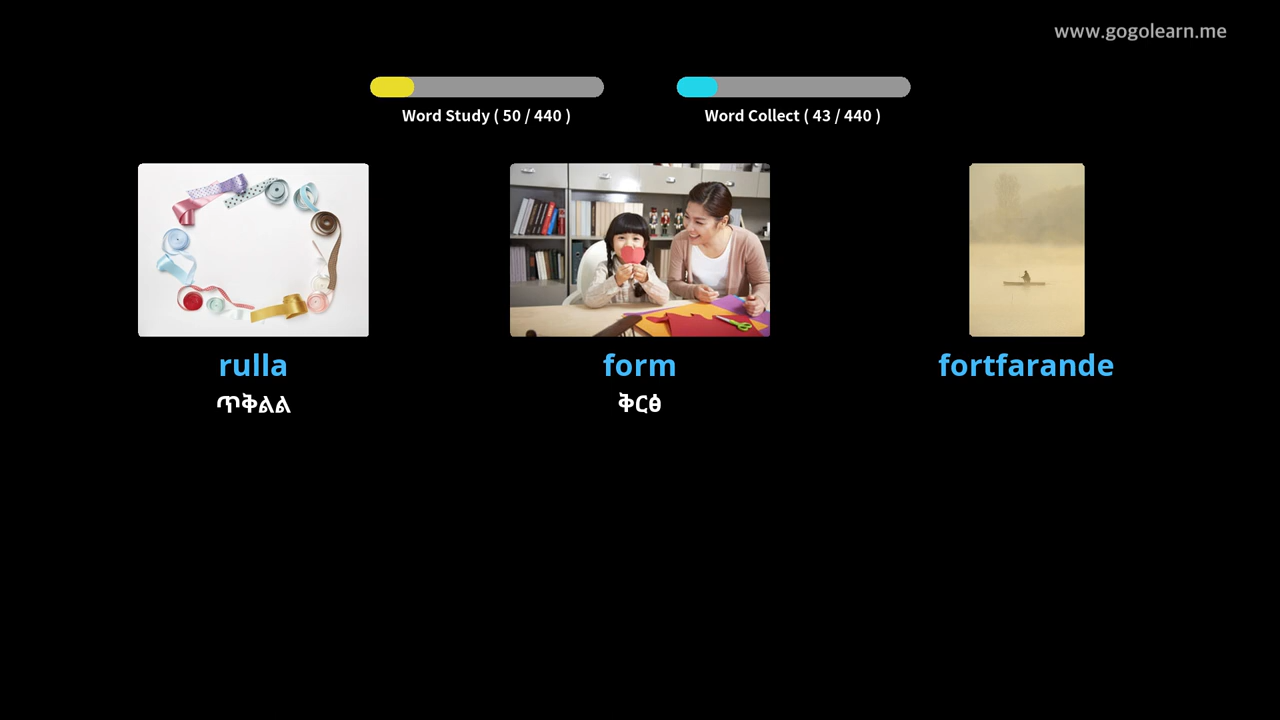 www.gogolearn.me
Word Study ( 50 / 440 )
Word Collect ( 43 / 440 )
rulla
ጥቅልል
form
ቅርፅ
fortfarande